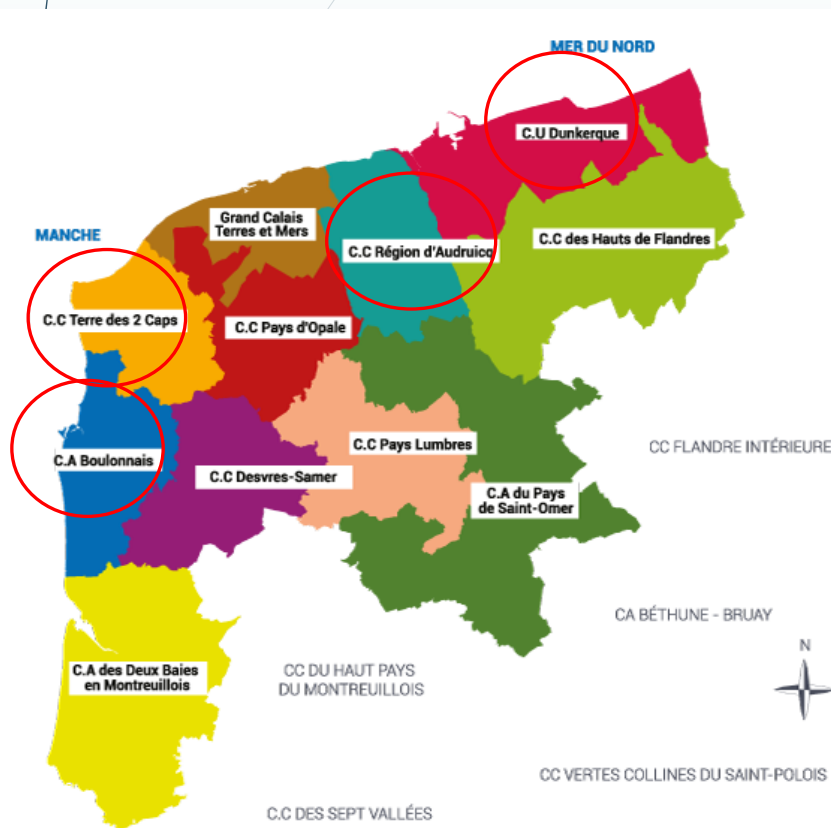 MER DU NORD
C.U Dunkerque
Grand Calais
Terres et Mers
MANCHE
C.C Région d'Audruicq
C.C des Hauts de Flandres
C.C Terre des 2 Caps
C.C Pays d'Opale
C.C Pays Lumbres
CC FLANDRE INTÉRIEURE
C.A Boulonnais
C.C Desvres-Samer
C.A du Pays
de Saint-Omer
CA BÉTHUNE - BRUAY
N
C.A des Deux Baies
en Montreuillois
CC DU HAUT PAYS
DU MONTREUILLOIS
CC VERTES COLLINES DU SAINT-POLOIS
C.C DES SEPT VALLÉES